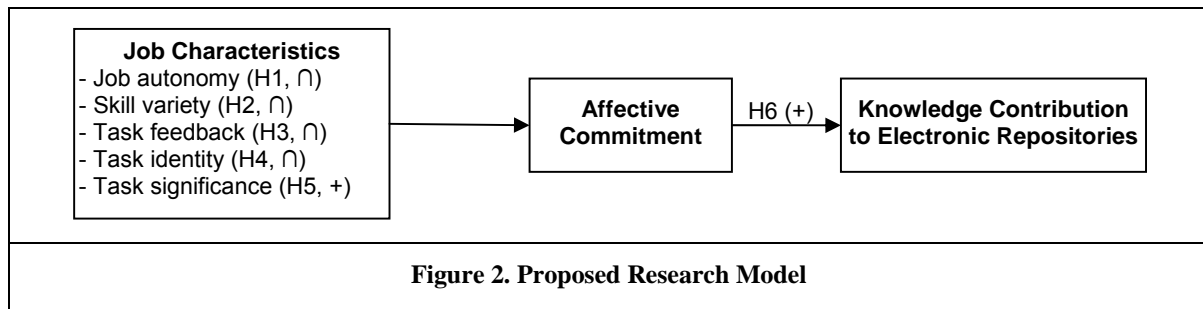 Job Characteristics
- Job autonomy (H1, ∩)
- Skill variety (H2, ∩)
- Task feedback (H3, ∩)
- Task identity (H4, ∩)
- Task significance (H5, +)
Affective
Commitment
H6 (+)
Knowledge Contribution
to Electronic Repositories
Figure 2. Proposed Research Model